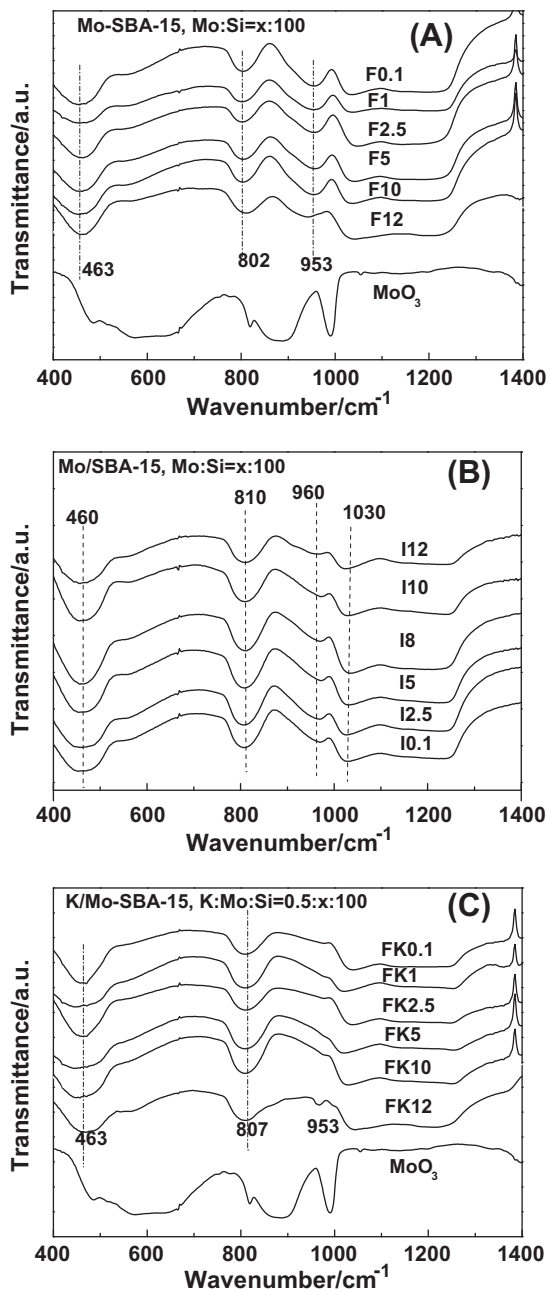 Mo-SBA-15, Mo:Si=x:100
(A)
F0.1
F1
F2.5
F5
F10
F12
463
802
953
MoO3
Transmittance/a.u.
400 600 800 1000 1200 1400
Wavenumber/cm-1
Mo/SBA-15, Mo:Si=x:100
(B)
460
810
960
1030
I12
I10
I8
I5
I2.5
I0.1
Transmittance/a.u.
400 600 800 1000 1200 1400
Wavenumber/cm-1
K/Mo-SBA-15, K:Mo:Si=0.5:x:100
(C)
FK0.1
FK1
FK2.5
FK5
FK10
FK12
463
807
953
MoO3
Transmittance/a.u.
400 600 800 1000 1200 1400
Wavenumber/cm-1